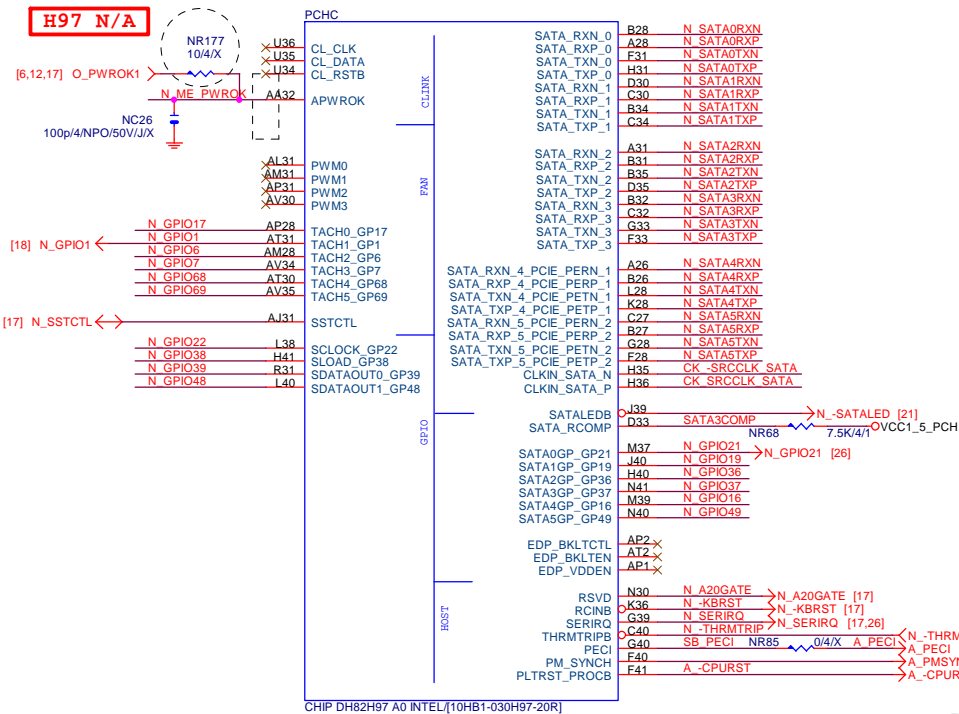 H97 N/A
PCHC
NR177
10/4/X
[6,12,17] O_PWROK1
N_ME_PWROK
NC26
100p/4/NPO/50V/J/X
U36 CL_CLK
U35 CL_DATA
U34 CL_RSTB
AA32 APWROK
CLINK
AL31 PWM0
AM31 PWM1
AP31 PWM2
AV30 PWM3
FAN
N_GPIO17 AP28 TACH0_GP17
[18] N_GPIO1 N_GPIO1 AT31 TACH1_GP1
N_GPIO6 AM28 TACH2_GP6
N_GPIO7 AV34 TACH3_GP7
N_GPIO68 AT30 TACH4_GP68
N_GPIO69 AV35 TACH5_GP69
[17] N_SSTCTL AJ31 SSTCTL
N_GPIO22 L38 SCLOCK_GP22
N_GPIO38 H41 SLOAD_GP38
N_GPIO39 R31 SDATAOUT0_GP39
N_GPIO48 L40 SDATAOUT1_GP48
GPIO
HOST
SATA_RXN_0 B28 N_SATA0RXN
SATA_RXP_0 A28 N_SATA0RXP
SATA_TXN_0 F31 N_SATA0TXN
SATA_TXP_0 H31 N_SATA0TXP
SATA_RXN_1 D30 N_SATA1RXN
SATA_RXP_1 C30 N_SATA1RXP
SATA_TXN_1 B34 N_SATA1TXN
SATA_TXP_1 C34 N_SATA1TXP
SATA_RXN_2 A31 N_SATA2RXN
SATA_RXP_2 B31 N_SATA2RXP
SATA_TXN_2 B35 N_SATA2TXN
SATA_TXP_2 D35 N_SATA2TXP
SATA_RXN_3 B32 N_SATA3RXN
SATA_RXP_3 C32 N_SATA3RXP
SATA_TXN_3 G33 N_SATA3TXN
SATA_TXP_3 F33 N_SATA3TXP
SATA_RXN_4_PCIE_PERN_1 A26 N_SATA4RXN
SATA_RXP_4_PCIE_PERP_1 B26 N_SATA4RXP
SATA_TXN_4_PCIE_PETN_1 L28 N_SATA4TXN
SATA_TXP_4_PCIE_PETP_1 K28 N_SATA4TXP
SATA_RXN_5_PCIE_PERN_2 C27 N_SATA5RXN
SATA_RXP_5_PCIE_PERP_2 B27 N_SATA5RXP
SATA_TXN_5_PCIE_PETN_2 G28 N_SATA5TXN
SATA_TXP_5_PCIE_PETP_2 F28 N_SATA5TXP
CLKIN_SATA_N H35 CK_-SRCCLK_SATA
CLKIN_SATA_P H36 CK_SRCCLK_SATA
SATALEDB J39 N_-SATALED [21]
SATA_RCOMP D33 SATA3COMP NR68 7.5K/4/1 VCC1_5_PCH
SATA0GP_GP21 M37 N_GPIO21 N_GPIO21 [26]
SATA1GP_GP19 J40 N_GPIO19
SATA2GP_GP36 H40 N_GPIO36
SATA3GP_GP37 N41 N_GPIO37
SATA4GP_GP16 M39 N_GPIO16
SATA5GP_GP49 N40 N_GPIO49
EDP_BKLTCTL AP2
EDP_BKLTEN AT2
EDP_VDDEN AP1
RSVD N30 N_A20GATE N_A20GATE [17]
RCINB K36 N_-KBRST N_-KBRST [17]
SERIRQ G39 N_SERIRQ N_SERIRQ [17,26]
THRMTRIPB C40 N_-THRMTRIP N_-THRM
PECI G40 SB_PECI NR85 0/4/X A_PECI A_PECI
PM_SYNCH F40 A_PMSYN
PLTRST_PROCB F41 A_-CPURST A_-CPUR
CHIP DH82H97 A0 INTEL/[10HB1-030H97-20R]